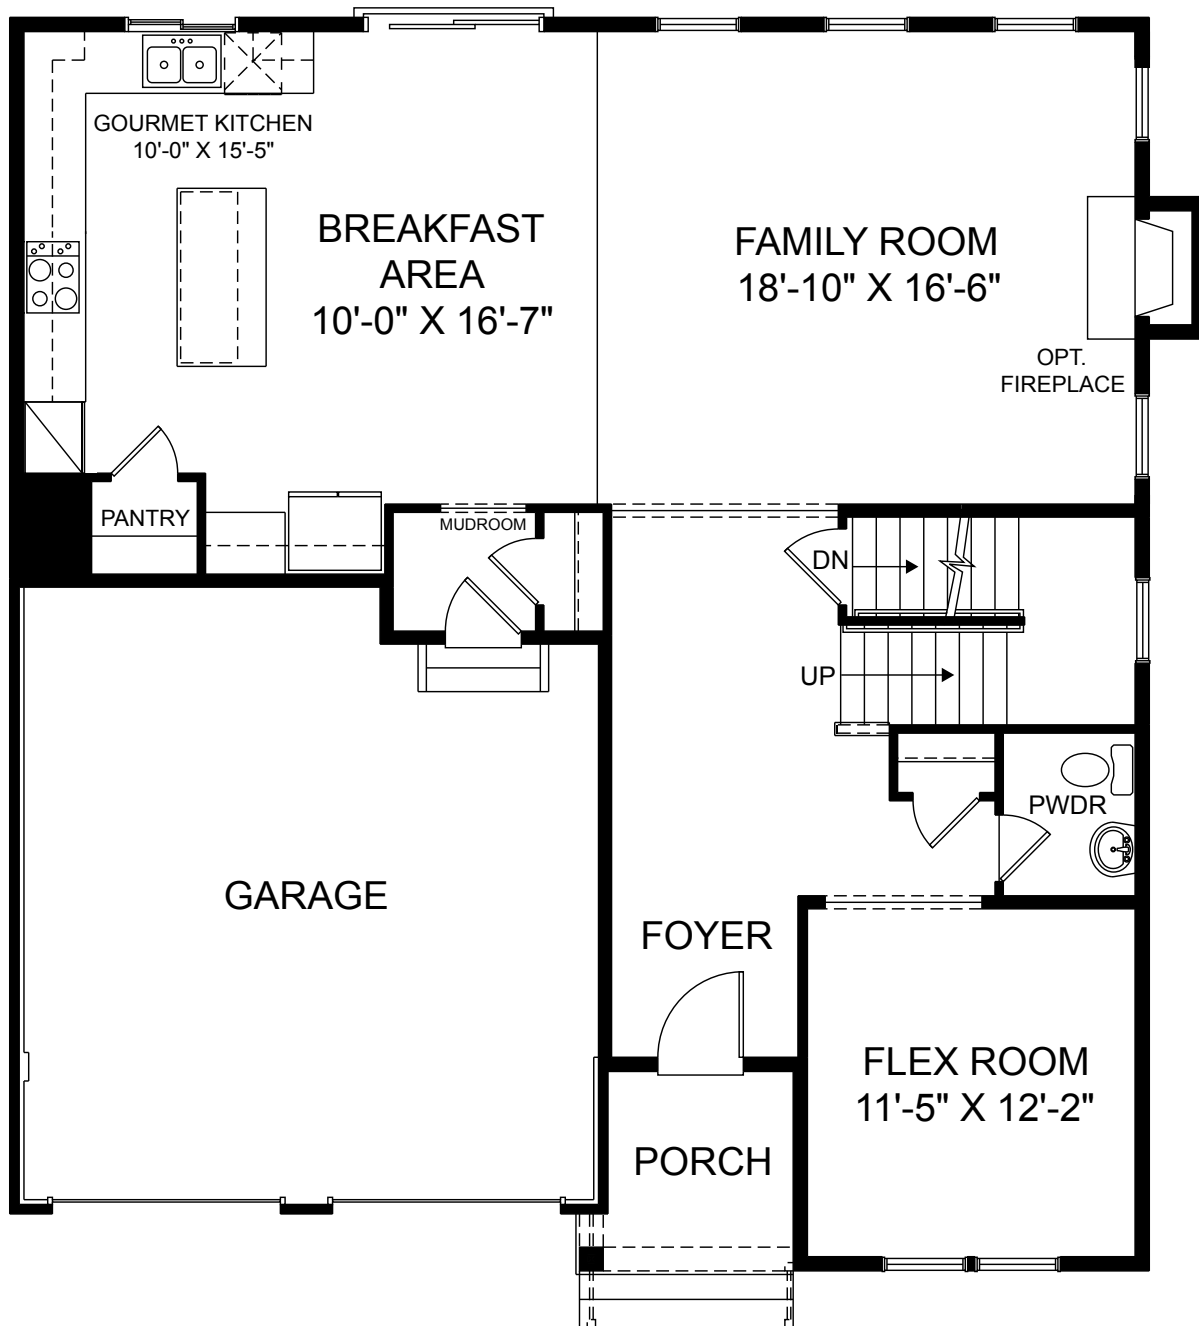 GOURMET KITCHEN
10'-0" X 15'-5"
BREAKFAST
AREA
10'-0" X 16'-7"
FAMILY ROOM
18'-10" X 16'-6"
OPT.
FIREPLACE
PANTRY
MUDROOM
DN
UP
PWDR
GARAGE
FOYER
FLEX ROOM
11'-5" X 12'-2"
PORCH